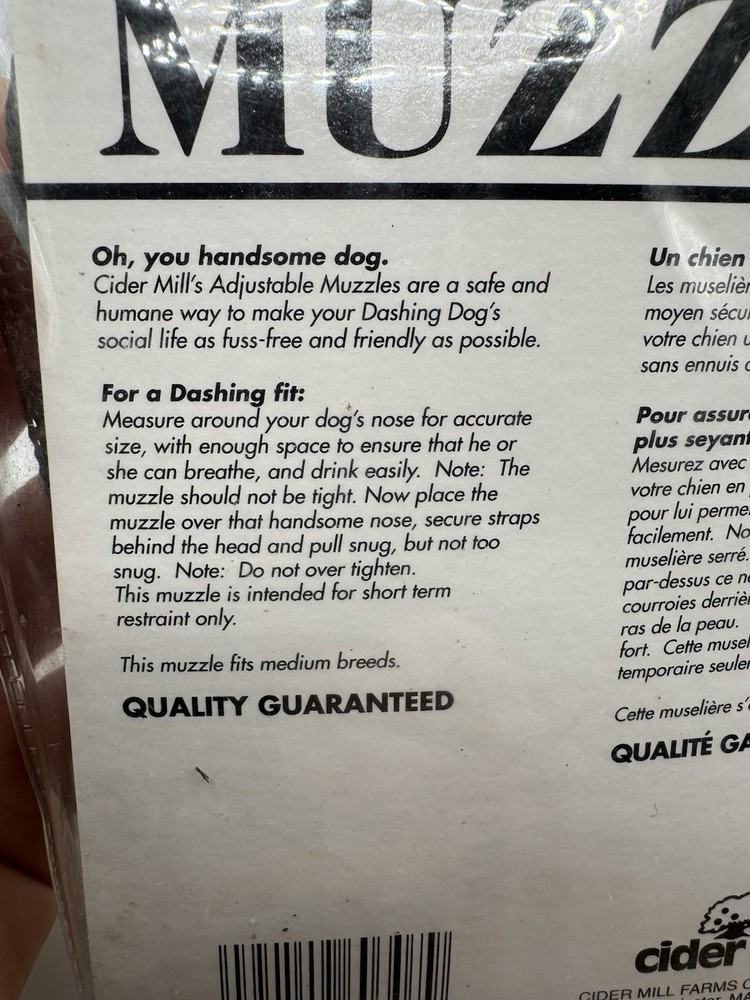 MUZZ
Oh, you handsome dog.
Cider Mill's Adjustable Muzzles are a safe and
humane way to make your Dashing Dog's
social life as fuss-free and friendly as possible.
For a Dashing fit:
Measure around your dog's nose for accurate
size, with enough space to ensure that he or
she can breathe, and drink easily. Note: The
muzzle should not be tight. Now place the
muzzle over that handsome nose, secure straps
behind the head and pull snug, but not too
snug. Note: Do not over tighten.
This muzzle is intended for short term
restraint only.
This muzzle fits medium breeds.
QUALITY GUARANTEED
Un chien
Les muselièr
moyen sécur
votre chien u
sans ennuis
Pour assur
plus seyant
Mesurez avec
votre chien en
pour lui perme
facilement. No
muselière serré.
par-dessus ce n
courroies derrièr
ras de la peau.
fort. Cette musel
temporaire seule
Cette muselière s'
QUALITÉ GA
cider
CIDER MILL FARMS C